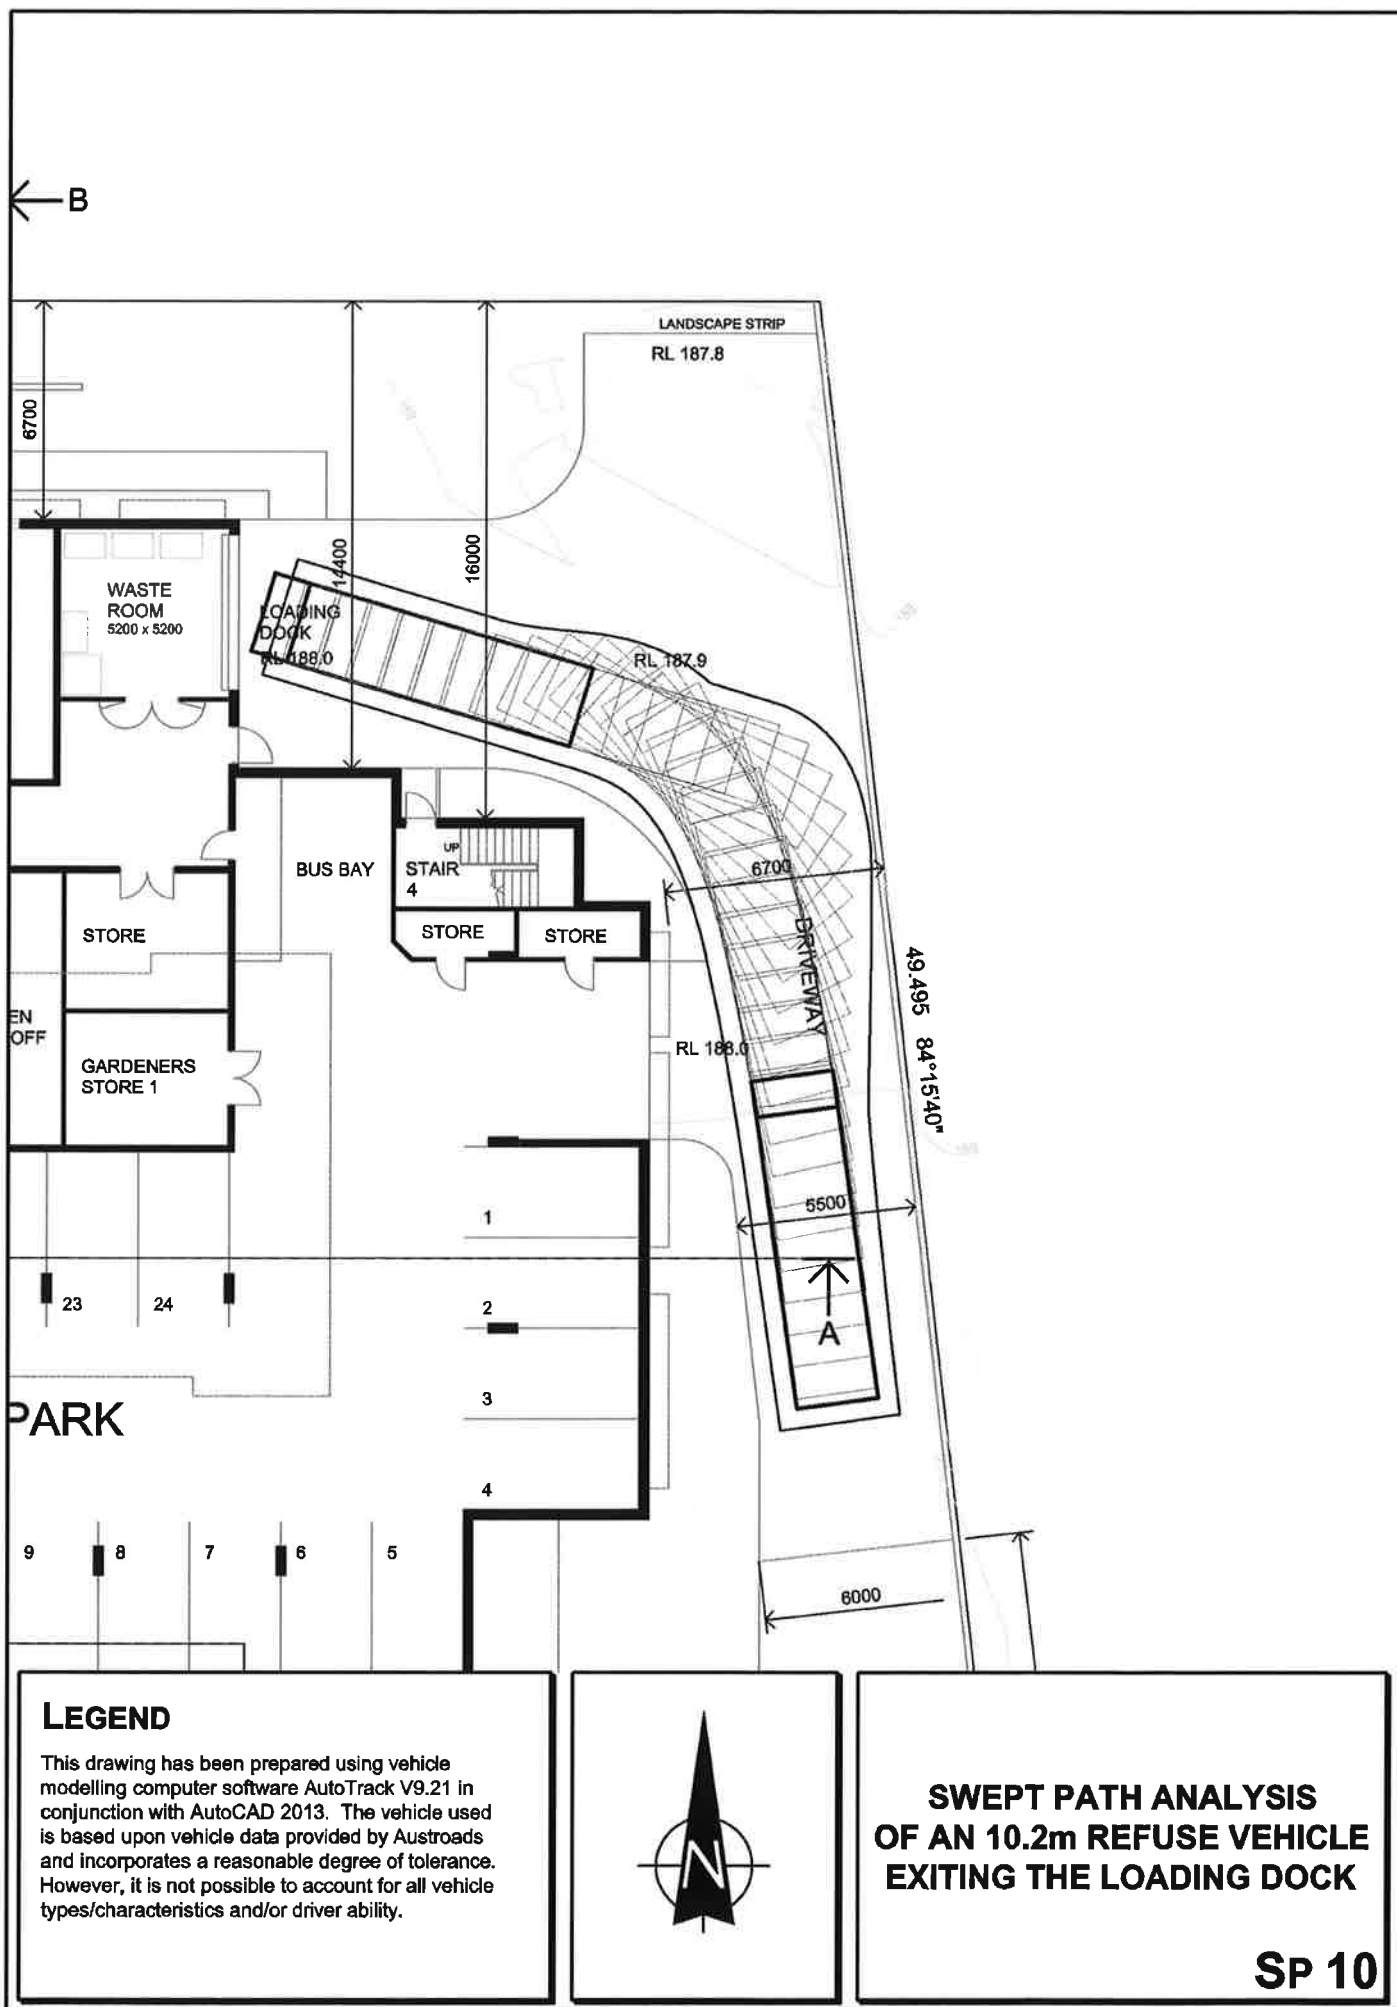 B
LANDSCAPE STRIP
RL 187.8
6700
14400
16000
WASTE
ROOM
5200 x 5200
LOADING
DOCK
RL 188.0
RL 187.9
UP
BUS BAY
STAIR
4
6700
STORE
STORE
STORE
DRIVEWAY
49.495 84°15'40"
EN
OFF
RL 188.0
GARDENERS
STORE 1
1
5500
23
24
2
A
3
PARK
4
9
8
7
6
5
6000
LEGEND
This drawing has been prepared using vehicle
modelling computer software AutoTrack V9.21 in
conjunction with AutoCAD 2013. The vehicle used
is based upon vehicle data provided by Austroads
and incorporates a reasonable degree of tolerance.
However, it is not possible to account for all vehicle
types/characteristics and/or driver ability.
N
SWEPT PATH ANALYSIS
OF AN 10.2m REFUSE VEHICLE
EXITING THE LOADING DOCK
SP 10